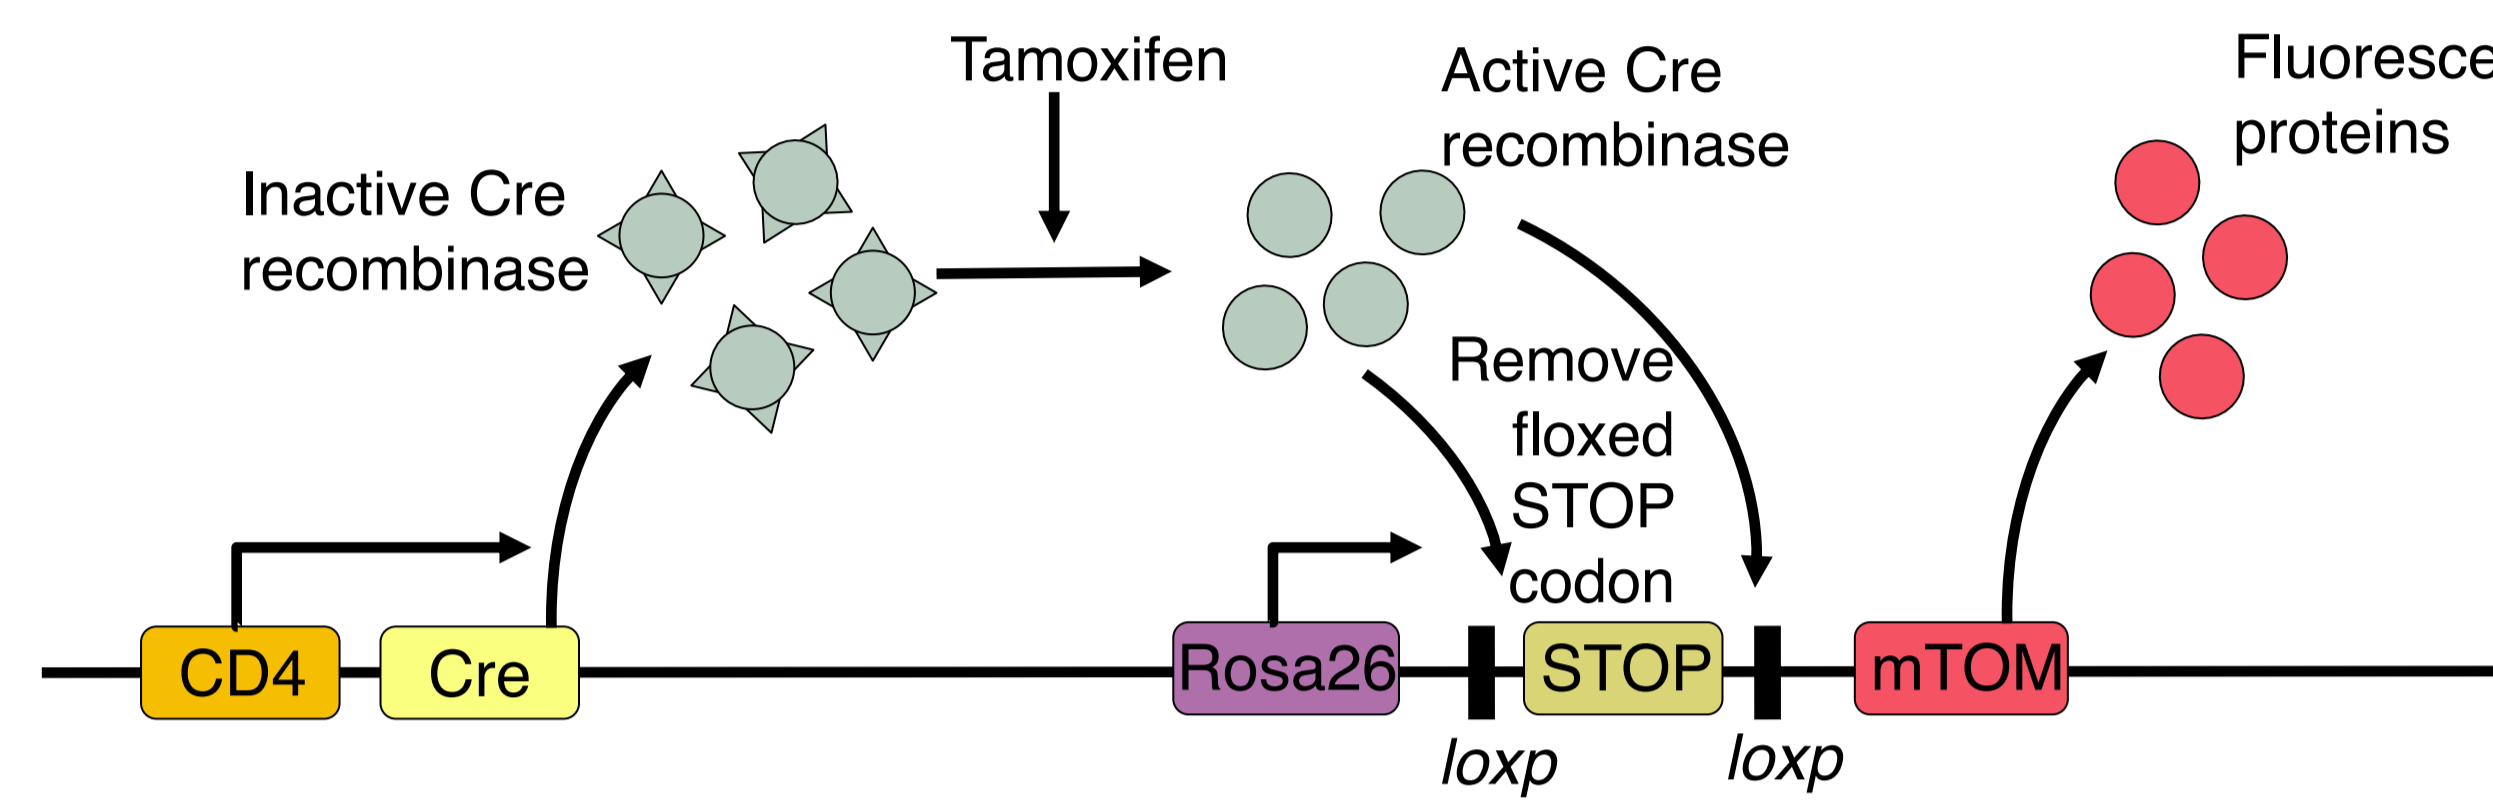 Tamoxifen
Active Cre
recombinase
Fluoresce
proteins
Inactive Cre
recombinase
Remove
floxed
STOP
codon
CD4
Cre
Rosa26
STOP
mTOM
loxp
loxp